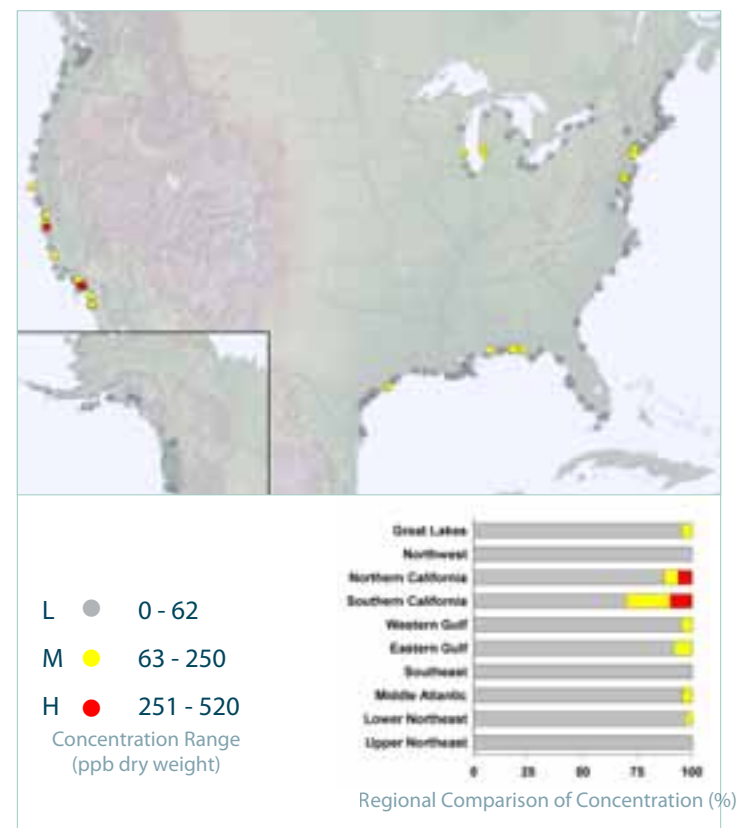 Great Lakes
Northwest
Northern California
Southern California
Western Gulf
Eastern Gulf
Southeast
Middle Atlantic
Lower Northeast
Upper Northeast
0 25 50 75 100
Regional Comparison of Concentration (%)
L 0 - 62
M 63 - 250
H 251 - 520
Concentration Range
(ppb dry weight)